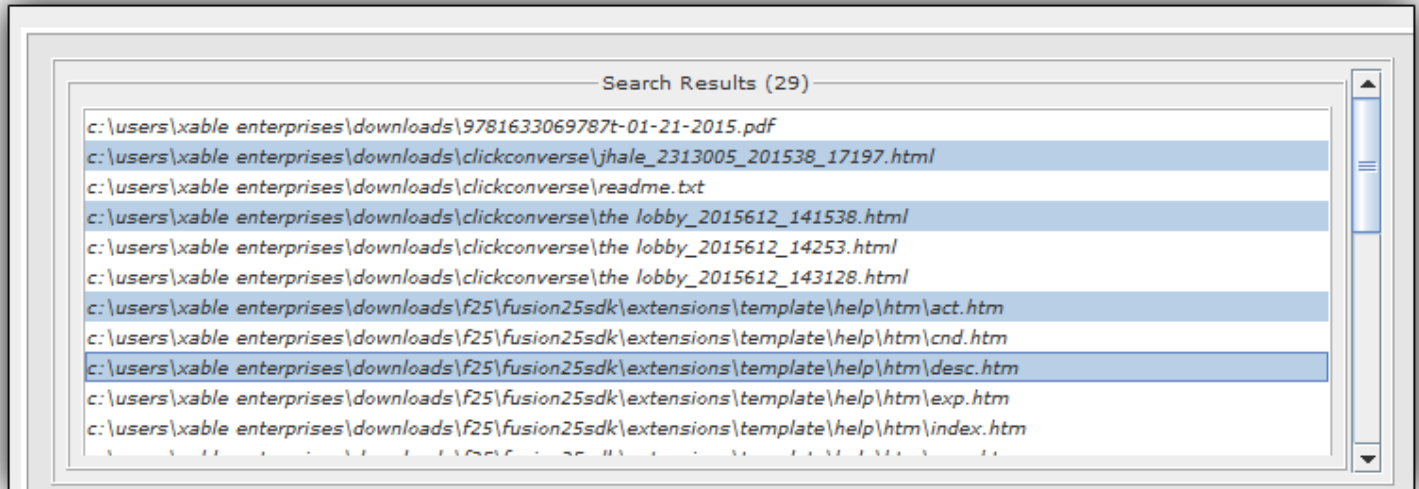 Search Results (29)
c:\users\xable enterprises\downloads\9781633069787t-01-21-2015.pdf
c:\users\xable enterprises\downloads\clickconverse\jhale_2313005_201538_17197.html
c:\users\xable enterprises\downloads\clickconverse\readme.txt
c:\users\xable enterprises\downloads\clickconverse\the lobby_2015612_141538.html
c:\users\xable enterprises\downloads\clickconverse\the lobby_2015612_14253.html
c:\users\xable enterprises\downloads\clickconverse\the lobby_2015612_143128.html
c:\users\xable enterprises\downloads\f25\fusion25sdk\extensions\template\help\htm\act.htm
c:\users\xable enterprises\downloads\f25\fusion25sdk\extensions\template\help\htm\cnd.htm
c:\users\xable enterprises\downloads\f25\fusion25sdk\extensions\template\help\htm\desc.htm
c:\users\xable enterprises\downloads\f25\fusion25sdk\extensions\template\help\htm\exp.htm
c:\users\xable enterprises\downloads\f25\fusion25sdk\extensions\template\help\htm\index.htm